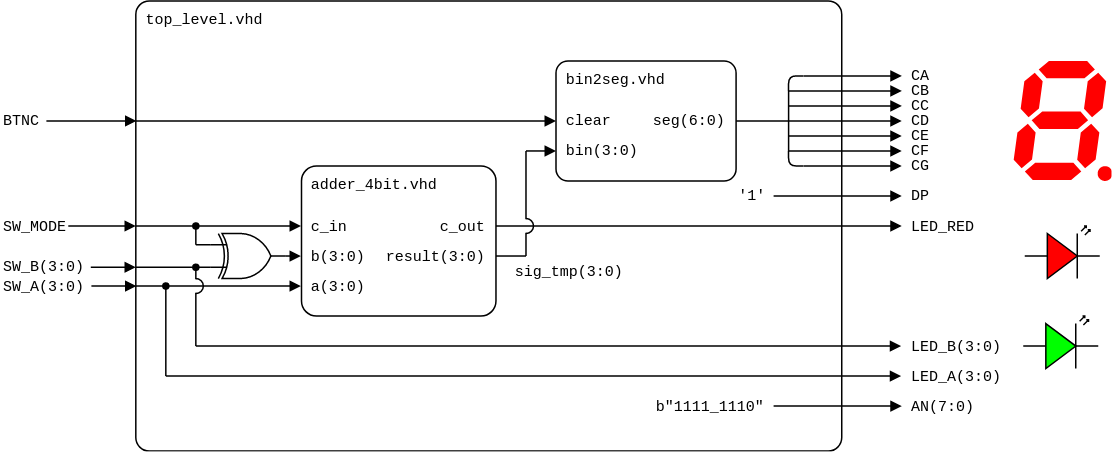 top_level.vhd
bin2seg.vhd
CA
CB
CC
BTNC
clear
seg(6:0)
CD
CE
bin(3:0)
CF
CG
adder_4bit.vhd
'1'
DP
SW_MODE
c_in
c_out
LED_RED
b(3:0)
result(3:0)
SW_B(3:0)
sig_tmp(3:0)
SW_A(3:0)
a(3:0)
LED_B(3:0)
LED_A(3:0)
b"1111_1110"
AN(7:0)